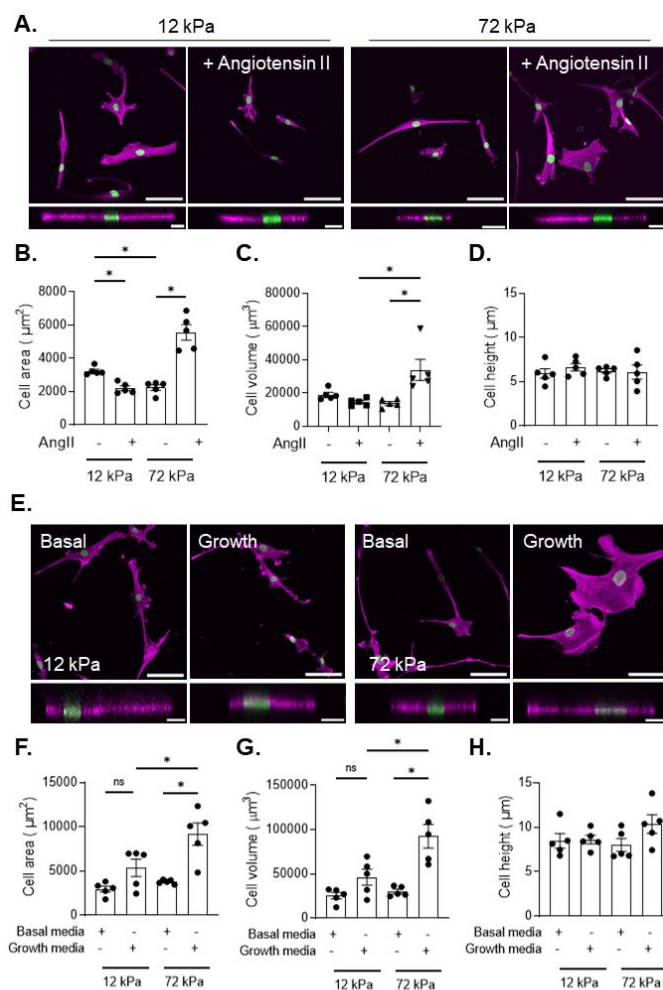 A.
12 kPa
72 kPa
+ Angiotensin II
+ Angiotensin II
B.
C.
D.
Cell area ( µm²)
8000
6000
4000
2000
0
*
*
*
AngII
- + - +
12 kPa 72 kPa
Cell volume ( µm³)
80000
60000
40000
20000
0
*
*
AngII
- + - +
12 kPa 72 kPa
Cell height ( µm)
15
10
5
0
AngII
- + - +
12 kPa 72 kPa
E.
Basal
Growth
Basal
Growth
12 kPa
72 kPa
F.
G.
H.
Cell area ( µm²)
15000
10000
5000
0
ns
*
*
Basal media + - + -
Growth media - + - +
12 kPa 72 kPa
Cell volume ( µm³)
150000
100000
50000
0
ns
*
*
Basal media + - + -
Growth media - + - +
12 kPa 72 kPa
Cell height ( µm)
15
10
5
0
Basal media + - + -
Growth media - + - +
12 kPa 72 kPa